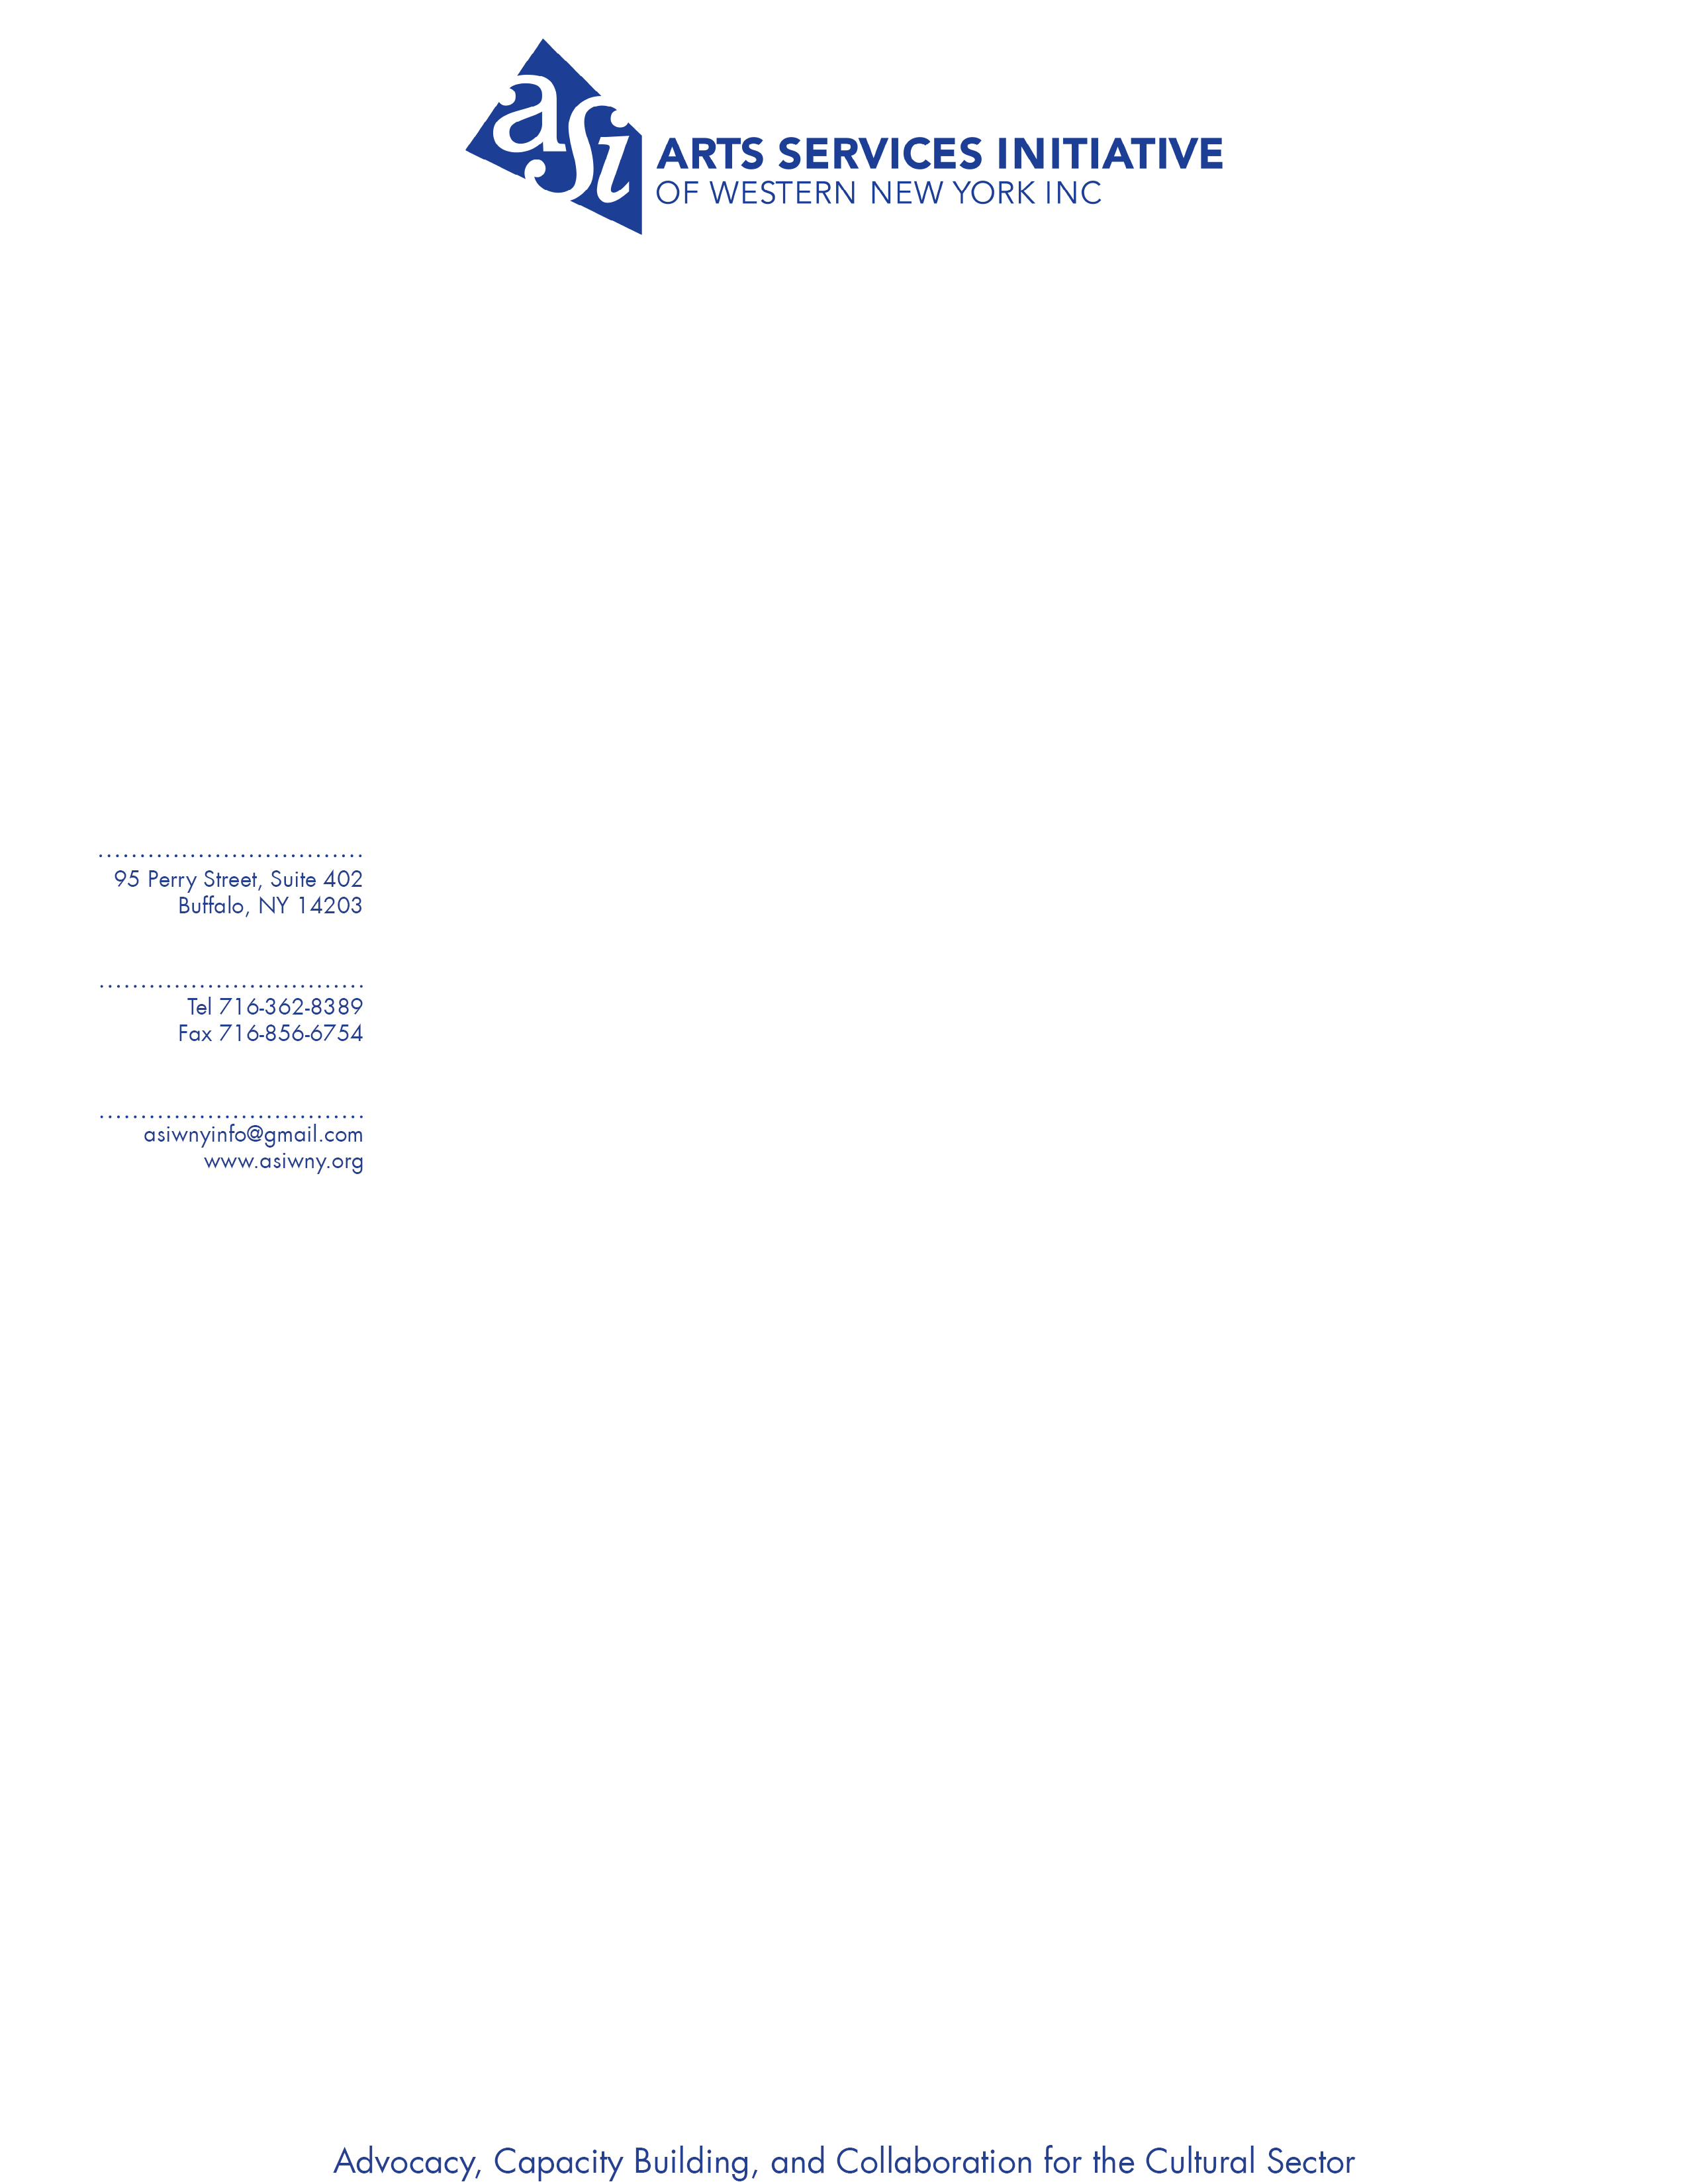 asi
ARTS SERVICES INITIATIVE
OF WESTERN NEW YORK INC
95 Perry Street, Suite 402
Buffalo, NY 14203
Tel 716-362-8389
Fax 716-856-6754
asiwnyinfo@gmail.com
www.asiwny.org
Advocacy, Capacity Building, and Collaboration for the Cultural Sector